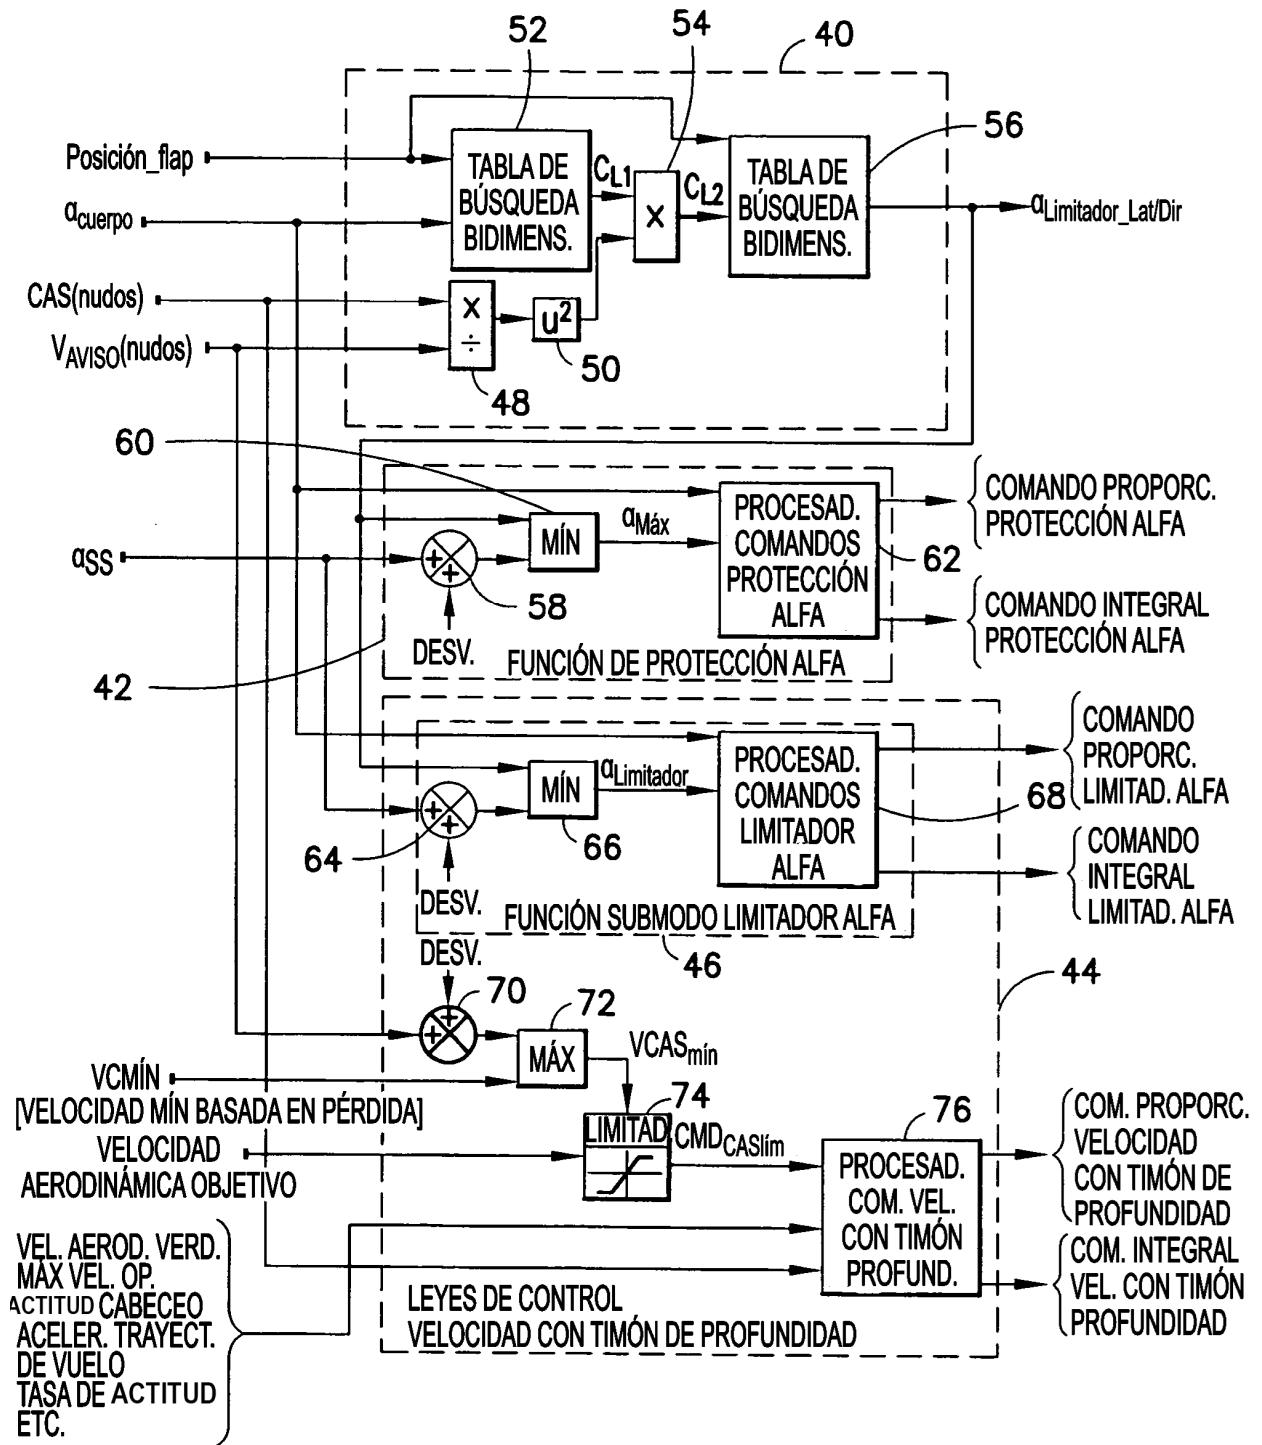 52
54
40
56
Posición_flap
TABLA DE
BÚSQUEDA
BIDIMENS.
CL1
X
CL2
TABLA DE
BÚSQUEDA
BIDIMENS.
αcuerpo
αLimitador_Lat/Dir
CAS(nudos)
X
÷
u²
VAVISO(nudos)
50
48
60
COMANDO PROPORC.
PROTECCIÓN ALFA
αSS
+
+
58
MÍN
αMáx
PROCESAD.
COMANDOS
PROTECCIÓN
ALFA
62
COMANDO INTEGRAL
PROTECCIÓN ALFA
DESV.
FUNCIÓN DE PROTECCIÓN ALFA
42
COMANDO
PROPORC.
LIMITAD. ALFA
+
+
64
MÍN
66
αLimitador
PROCESAD.
COMANDOS
LIMITADOR
ALFA
68
COMANDO
INTEGRAL
LIMITAD. ALFA
DESV.
FUNCIÓN SUBMODO LIMITADOR ALFA
46
44
DESV.
+
+
70
72
MÁX
VCASmín
VCMÍN
[VELOCIDAD MÍN BASADA EN PÉRDIDA]
74
LIMITAD
CMDCASlím
76
VELOCIDAD
AERODINÁMICA OBJETIVO
PROCESAD.
COM. VEL.
CON TIMÓN
PROFUND.
COM. PROPORC.
VELOCIDAD
CON TIMÓN DE
PROFUNDIDAD
COM. INTEGRAL
VEL. CON TIMÓN
PROFUNDIDAD
VEL. AEROD. VERD.
MÁX VEL. OP.
ACTITUD CABECEO
ACELER. TRAYECT.
DE VUELO
TASA DE ACTITUD
ETC.
LEYES DE CONTROL
VELOCIDAD CON TIMÓN DE PROFUNDIDAD